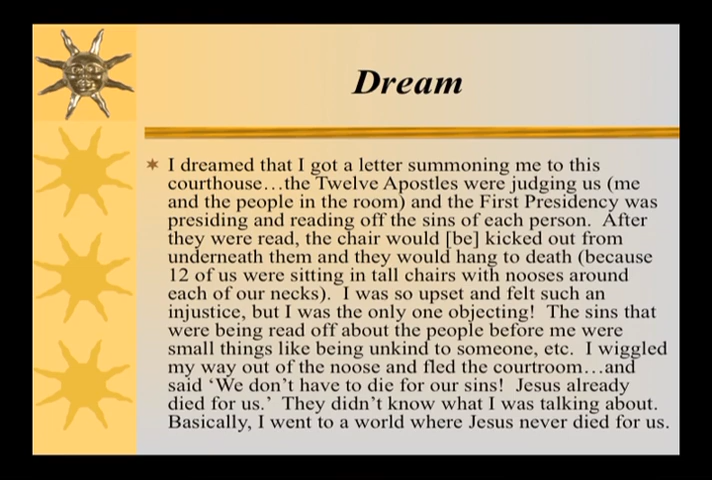 Dream
I dreamed that I got a letter summoning me to this
courthouse…the Twelve Apostles were judging us (me
and the people in the room) and the First Presidency was
presiding and reading off the sins of each person.  After
they were read, the chair would [be] kicked out from
underneath them and they would hang to death (because
12 of us were sitting in tall chairs with nooses around
each of our necks).  I was so upset and felt such an
injustice, but I was the only one objecting!  The sins that
were being read off about the people before me were
small things like being unkind to someone, etc.  I wiggled
my way out of the noose and fled the courtroom…and
said ‘We don’t have to die for our sins!  Jesus already
died for us.’  They didn’t know what I was talking about.
Basically, I went to a world where Jesus never died for us.